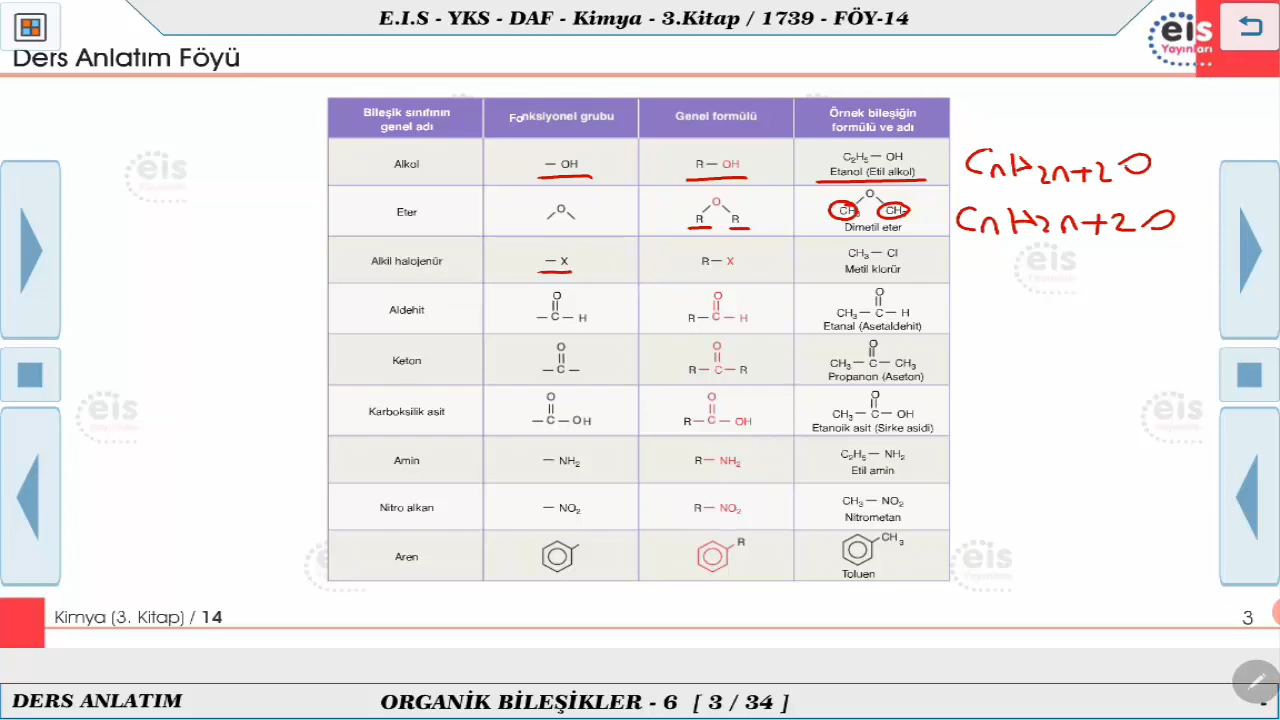 E.I.S - YKS - DAF - Kimya - 3.Kitap / 1739 - FÖY-14
eis
Yayınları
Ders Anlatım Föyü
Bileşik sınıfının genel adı
Fonksiyonel grubu
Genel formülü
Örnek bileşiğin formülü ve adı
Alkol
— OH
R — OH
C₂H₅ — OH
Etanol (Etil alkol)
CnH2n+2O
Eter
O
O
R R
O
CH₃ CH₃
Dimetil eter
CnH2n+2O
Alkil halojenür
— X
R — X
CH₃ — Cl
Metil klorür
Aldehit
O
— C — H
O
R — C — H
O
CH₃ — C — H
Etanal (Asetaldehit)
Keton
O
— C —
O
R — C — R
O
CH₃ — C — CH₃
Propanon (Aseton)
Karboksilik asit
O
— C — OH
O
R — C — OH
O
CH₃ — C — OH
Etanoik asit (Sirke asidi)
Amin
— NH₂
R — NH₂
C₂H₅ — NH₂
Etil amin
Nitro alkan
— NO₂
R — NO₂
CH₃ — NO₂
Nitrometan
Aren
R
CH₃
Toluen
Kimya (3. Kitap) / 14
3
DERS ANLATIM
ORGANİK BİLEŞİKLER - 6 [ 3 / 34 ]